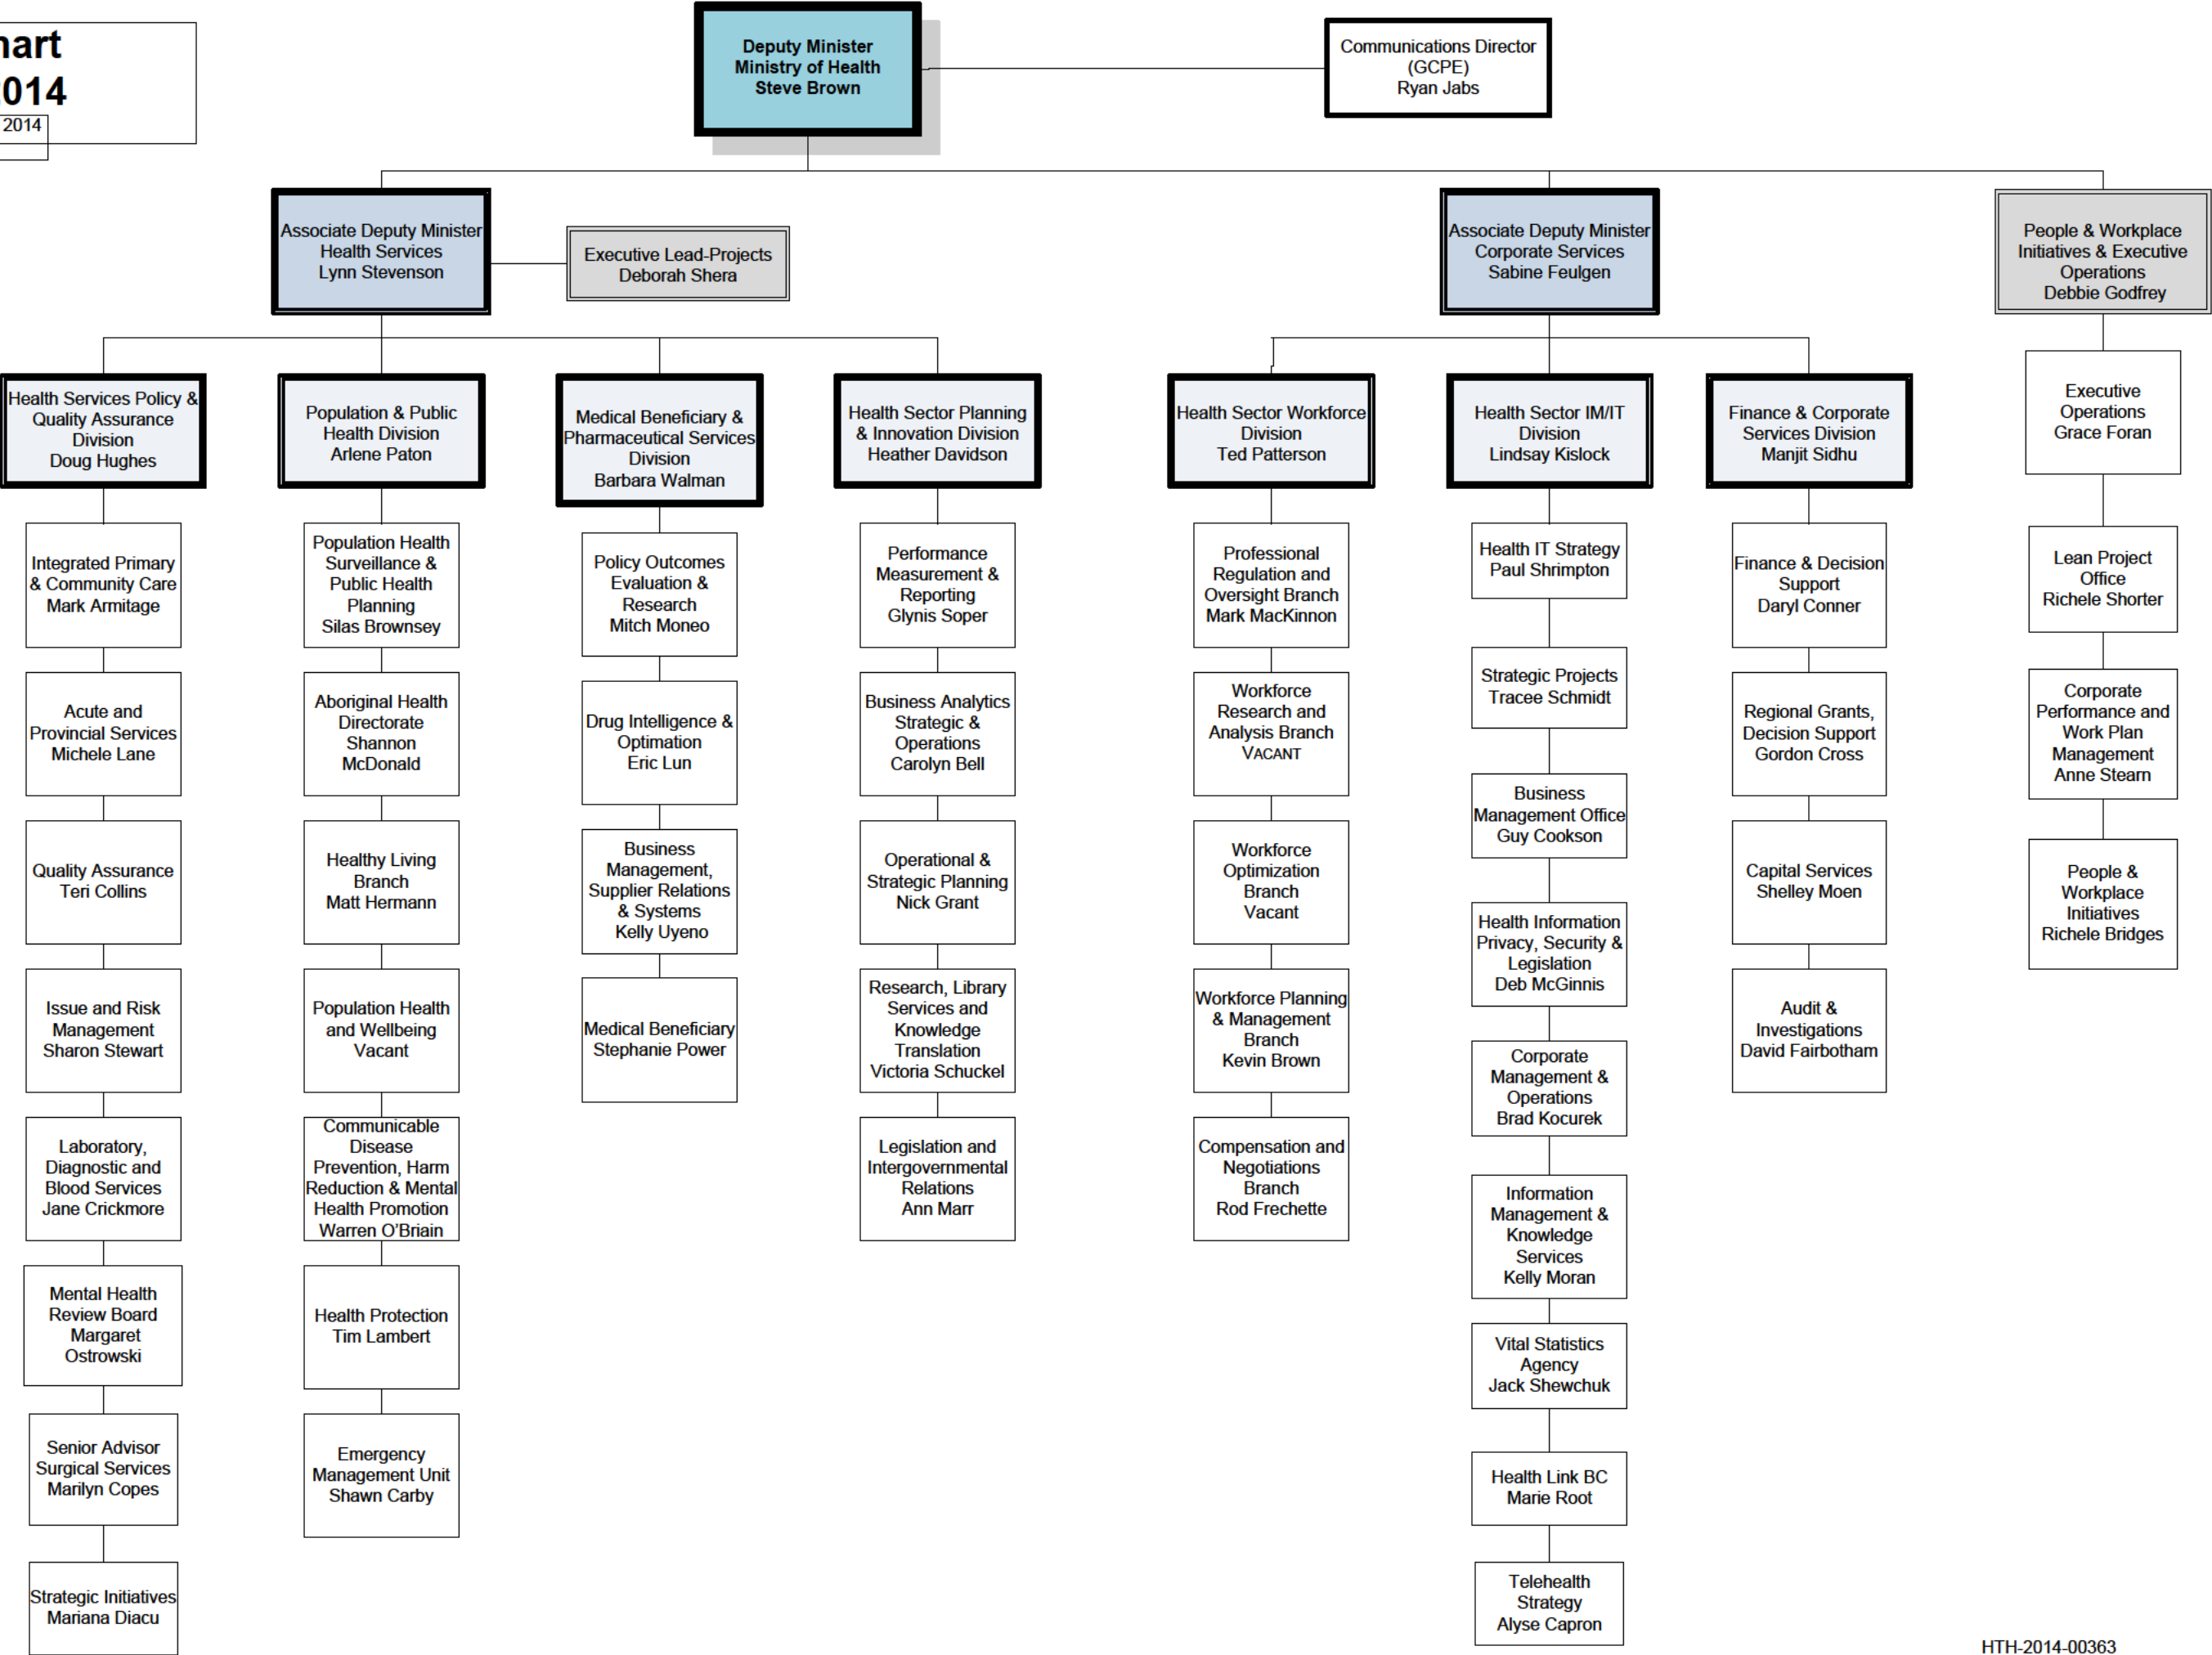 hart
2014
2014
Deputy Minister
Ministry of Health
Steve Brown
Communications Director
(GCPE)
Ryan Jabs
Associate Deputy Minister
Health Services
Lynn Stevenson
Executive Lead-Projects
Deborah Shera
Associate Deputy Minister
Corporate Services
Sabine Feulgen
People & Workplace
Initiatives & Executive
Operations
Debbie Godfrey
Health Services Policy &
Quality Assurance
Division
Doug Hughes
Population & Public
Health Division
Arlene Paton
Medical Beneficiary &
Pharmaceutical Services
Division
Barbara Walman
Health Sector Planning
& Innovation Division
Heather Davidson
Health Sector Workforce
Division
Ted Patterson
Health Sector IM/IT
Division
Lindsay Kislock
Finance & Corporate
Services Division
Manjit Sidhu
Executive
Operations
Grace Foran
Integrated Primary
& Community Care
Mark Armitage
Acute and
Provincial Services
Michele Lane
Quality Assurance
Teri Collins
Issue and Risk
Management
Sharon Stewart
Laboratory,
Diagnostic and
Blood Services
Jane Crickmore
Mental Health
Review Board
Margaret
Ostrowski
Senior Advisor
Surgical Services
Marilyn Copes
Strategic Initiatives
Mariana Diacu
Population Health
Surveillance &
Public Health
Planning
Silas Brownsey
Aboriginal Health
Directorate
Shannon
McDonald
Healthy Living
Branch
Matt Hermann
Population Health
and Wellbeing
Vacant
Communicable
Disease
Prevention, Harm
Reduction & Mental
Health Promotion
Warren O'Briain
Health Protection
Tim Lambert
Emergency
Management Unit
Shawn Carby
Policy Outcomes
Evaluation &
Research
Mitch Moneo
Drug Intelligence &
Optimation
Eric Lun
Business
Management,
Supplier Relations
& Systems
Kelly Uyeno
Medical Beneficiary
Stephanie Power
Performance
Measurement &
Reporting
Glynis Soper
Business Analytics
Strategic &
Operations
Carolyn Bell
Operational &
Strategic Planning
Nick Grant
Research, Library
Services and
Knowledge
Translation
Victoria Schuckel
Legislation and
Intergovernmental
Relations
Ann Marr
Professional
Regulation and
Oversight Branch
Mark MacKinnon
Workforce
Research and
Analysis Branch
VACANT
Workforce
Optimization
Branch
Vacant
Workforce Planning
& Management
Branch
Kevin Brown
Compensation and
Negotiations
Branch
Rod Frechette
Health IT Strategy
Paul Shrimpton
Strategic Projects
Tracee Schmidt
Business
Management Office
Guy Cookson
Health Information
Privacy, Security &
Legislation
Deb McGinnis
Corporate
Management &
Operations
Brad Kocurek
Information
Management &
Knowledge
Services
Kelly Moran
Vital Statistics
Agency
Jack Shewchuk
Health Link BC
Marie Root
Telehealth
Strategy
Alyse Capron
Finance & Decision
Support
Daryl Conner
Regional Grants,
Decision Support
Gordon Cross
Capital Services
Shelley Moen
Audit &
Investigations
David Fairbotham
Lean Project
Office
Richele Shorter
Corporate
Performance and
Work Plan
Management
Anne Stearn
People &
Workplace
Initiatives
Richele Bridges
HTH-2014-00363